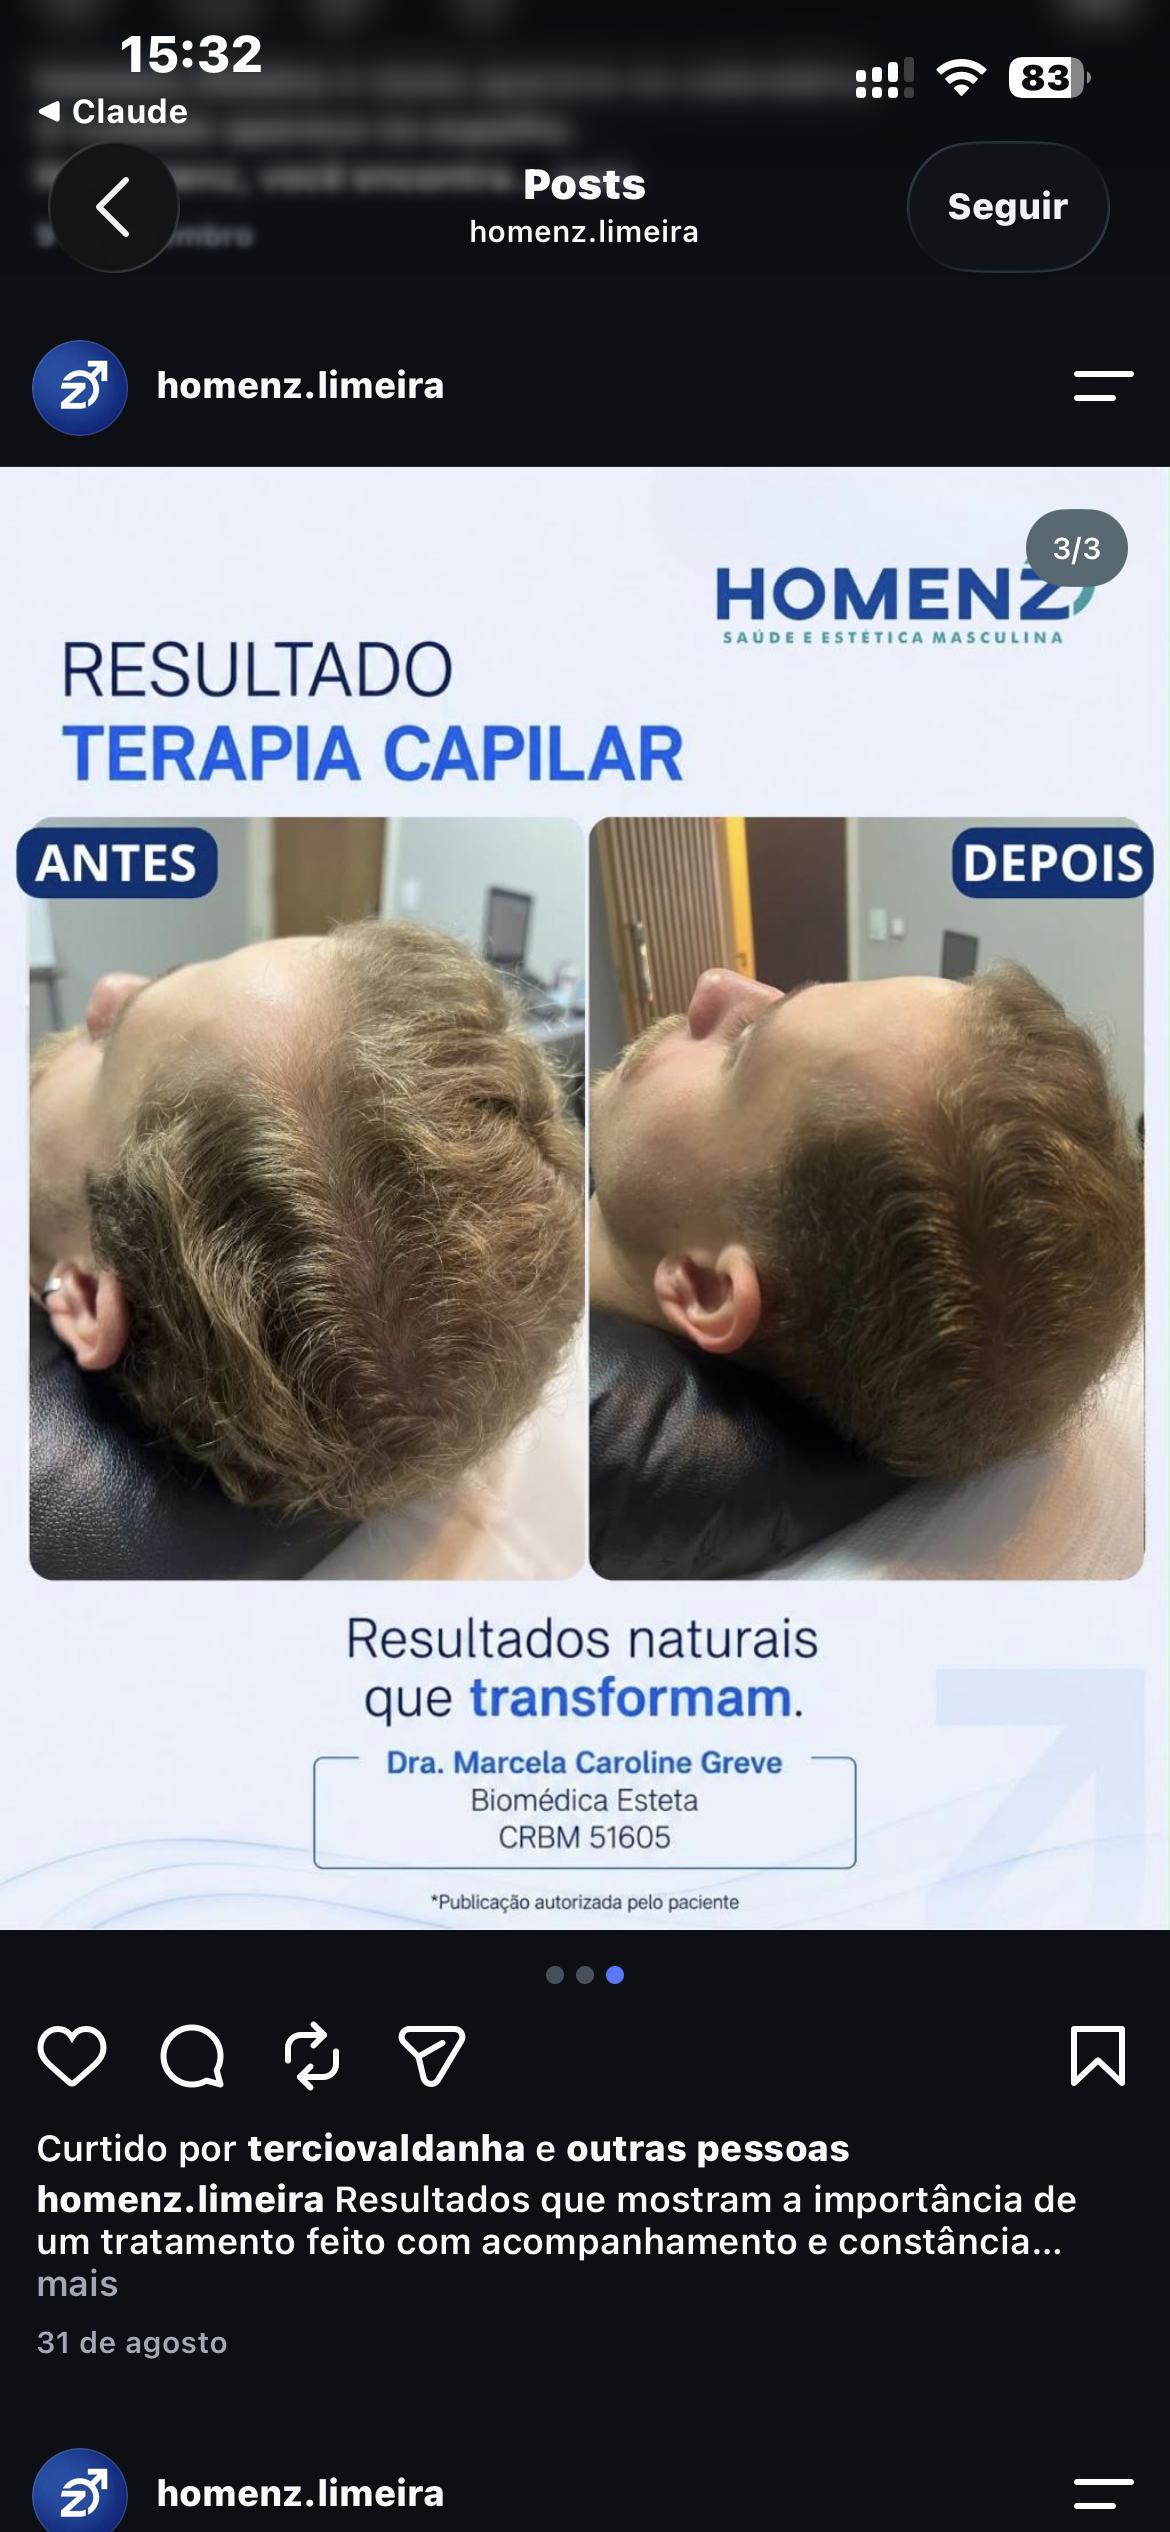 15:32
83
Claude
Posts
homenz.limeira
Seguir
homenz.limeira
3/3
HOMENZ
SAÚDE E ESTÉTICA MASCULINA
RESULTADO
TERAPIA CAPILAR
ANTES
DEPOIS
Resultados naturais
que transformam.
Dra. Marcela Caroline Greve
Biomédica Esteta
CRBM 51605
*Publicação autorizada pelo paciente
Curtido por terciovaldanha e outras pessoas
homenz.limeira Resultados que mostram a importância de
um tratamento feito com acompanhamento e constância...
mais
31 de agosto
homenz.limeira